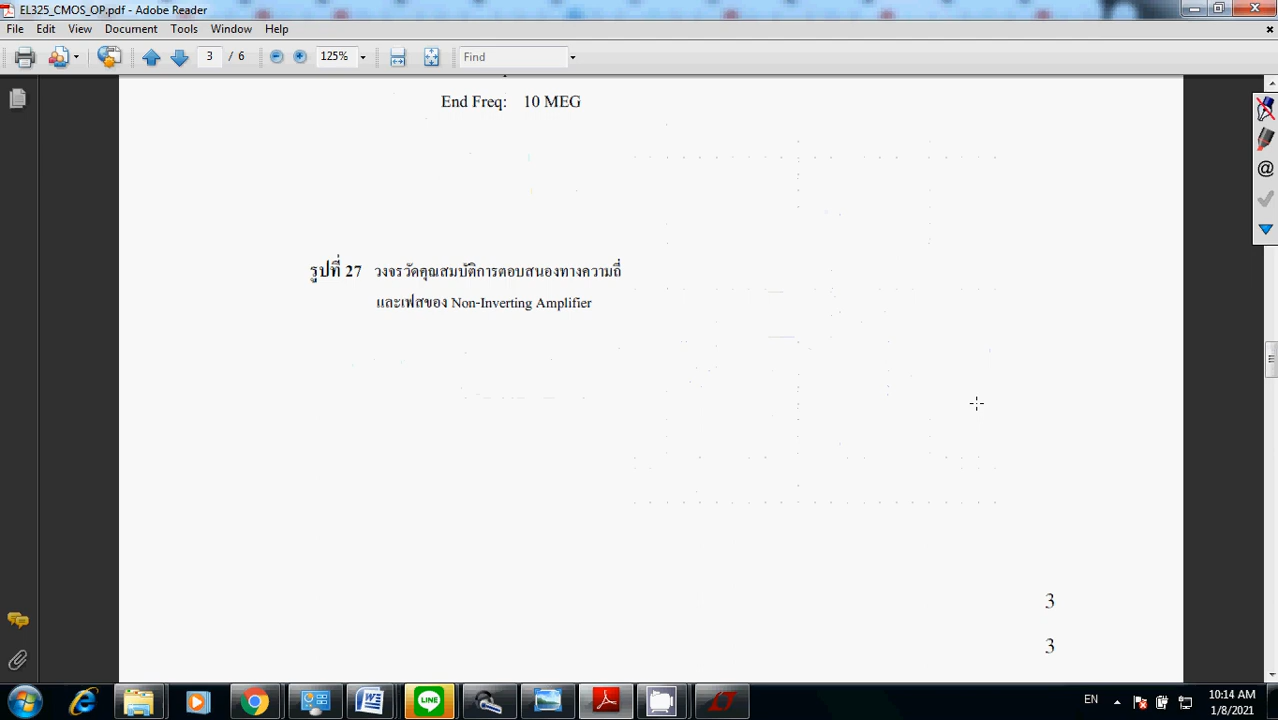 EL325_CMOS_OP.pdf - Adobe Reader
File Edit View Document Tools Window Help
3 / 6 125% Find
End Freq: 10 MEG
รูปที่ 27 วงจรวัดคุณสมบัติการตอบสนองทางความถี่
และเฟสของ Non-Inverting Amplifier
3
3
EN 10:14 AM
1/8/2021